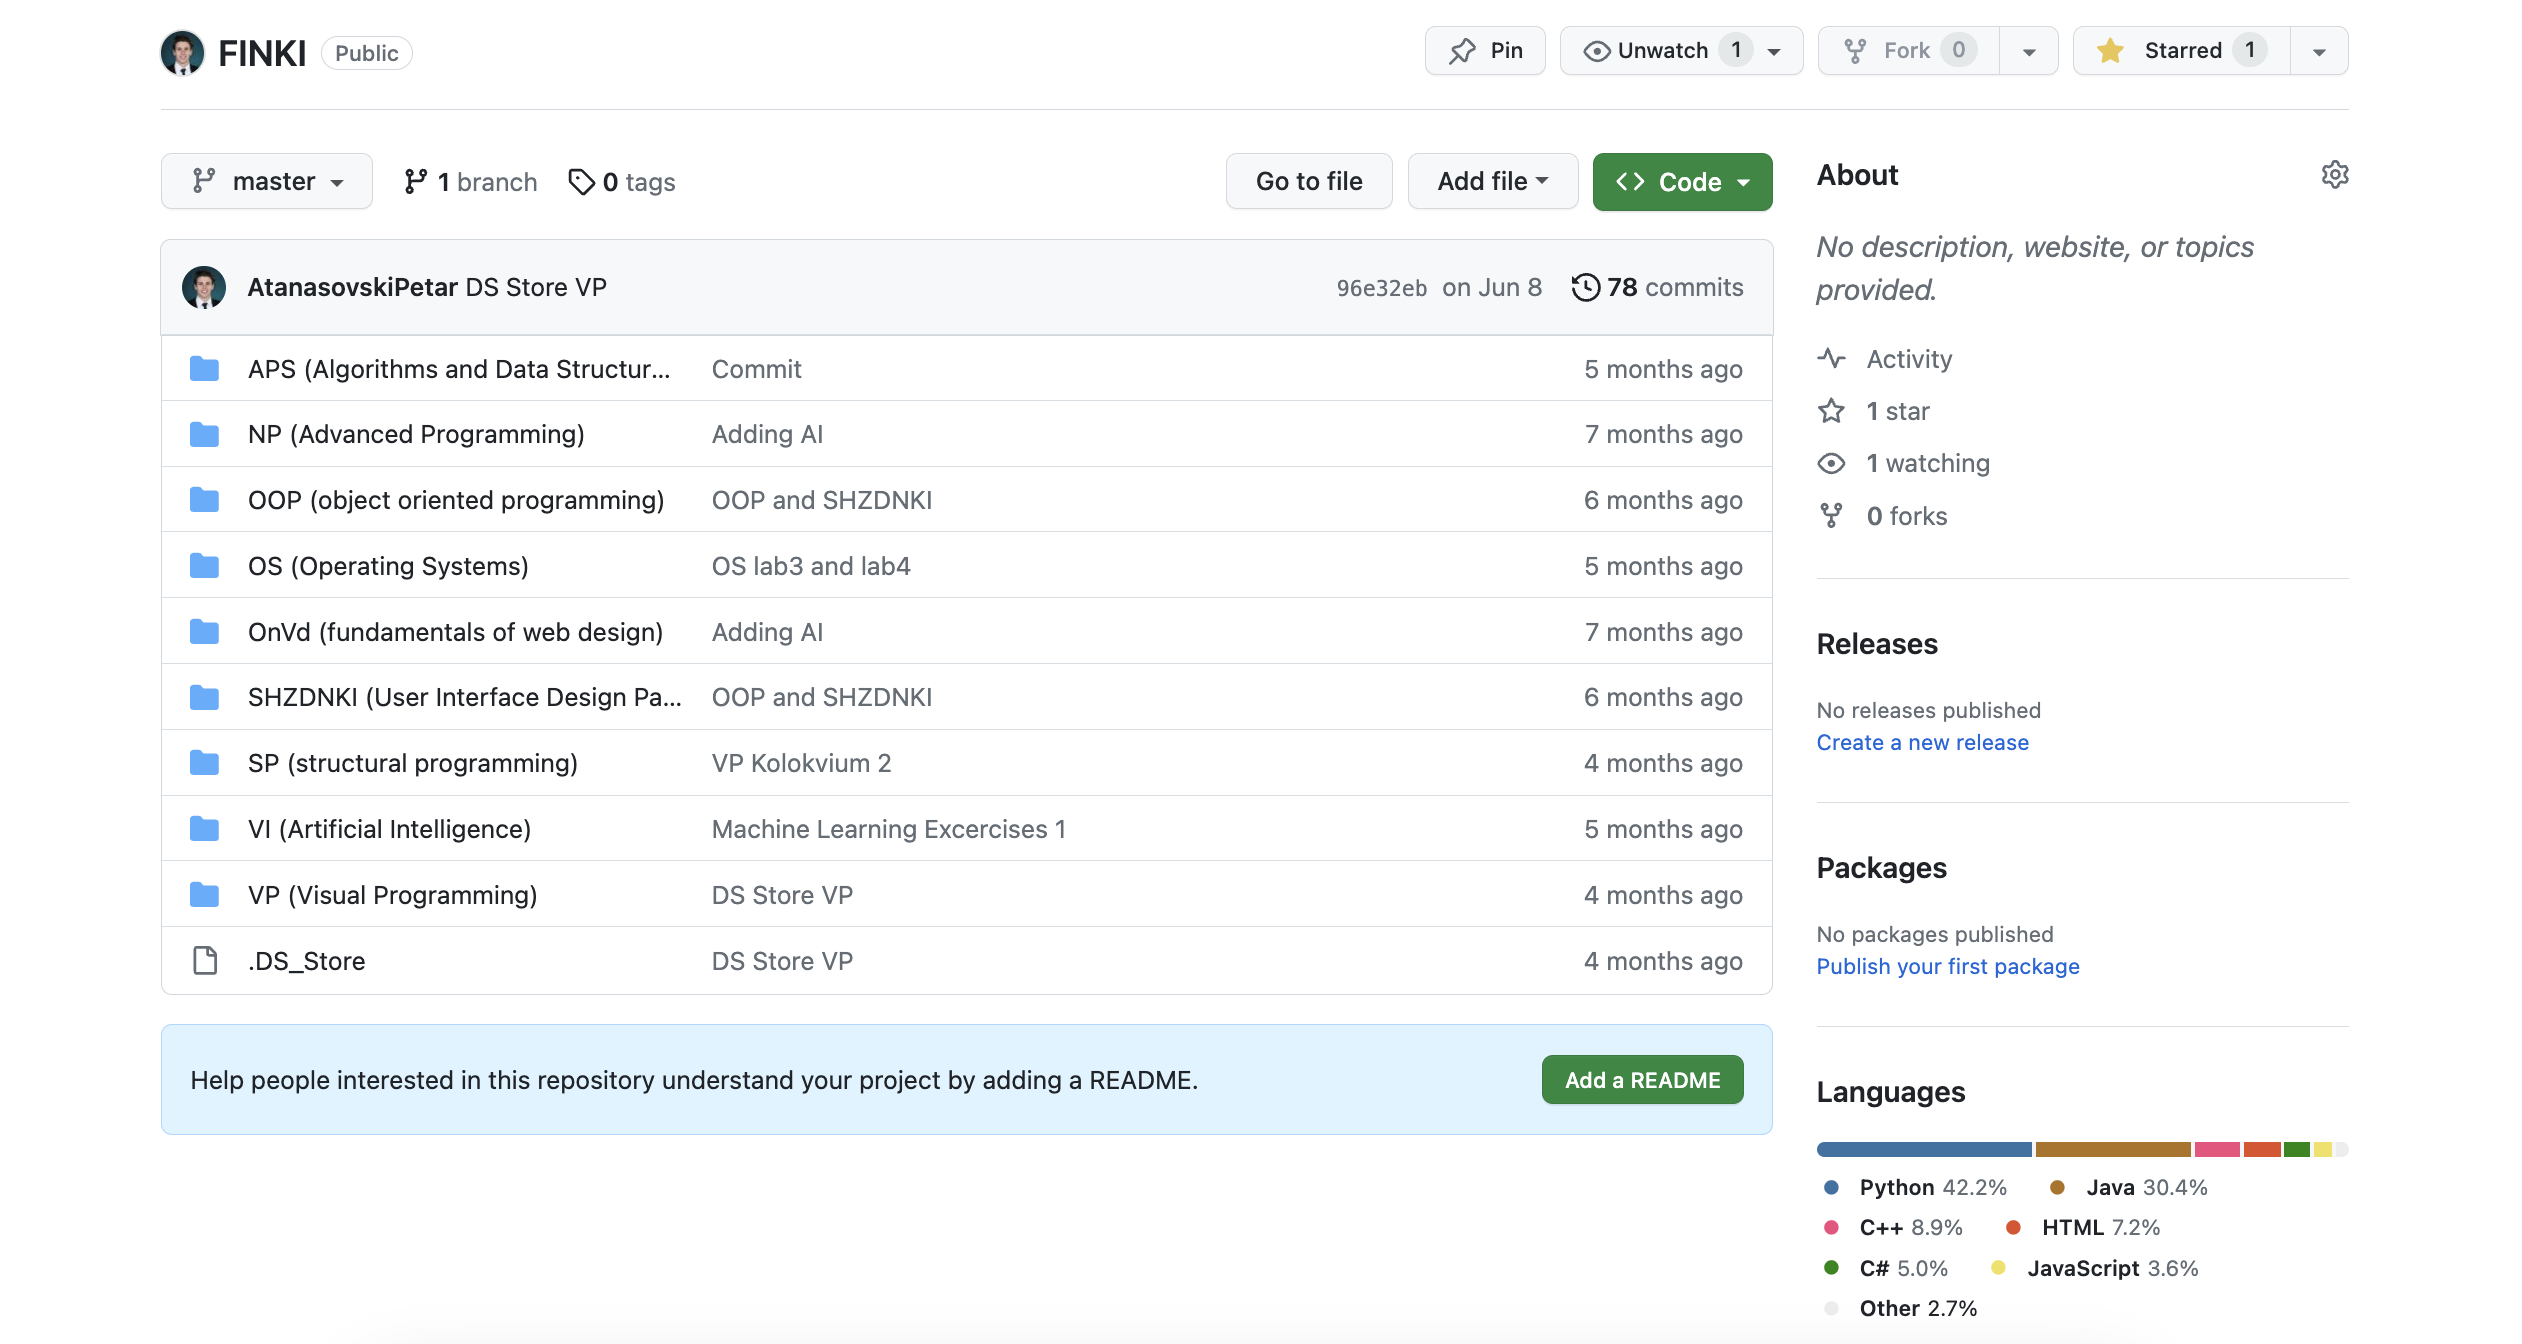 FINKI Public
Pin
Unwatch 1
Fork 0
Starred 1
master
1 branch
0 tags
Go to file
Add file
Code
AtanasovskiPetar DS Store VP 96e32eb on Jun 8 78 commits
APS (Algorithms and Data Structur... Commit 5 months ago
NP (Advanced Programming) Adding AI 7 months ago
OOP (object oriented programming) OOP and SHZDNKI 6 months ago
OS (Operating Systems) OS lab3 and lab4 5 months ago
OnVd (fundamentals of web design) Adding AI 7 months ago
SHZDNKI (User Interface Design Pa... OOP and SHZDNKI 6 months ago
SP (structural programming) VP Kolokvium 2 4 months ago
VI (Artificial Intelligence) Machine Learning Excercises 1 5 months ago
VP (Visual Programming) DS Store VP 4 months ago
.DS_Store DS Store VP 4 months ago
Help people interested in this repository understand your project by adding a README.
Add a README
About
No description, website, or topics
provided.
Activity
1 star
1 watching
0 forks
Releases
No releases published
Create a new release
Packages
No packages published
Publish your first package
Languages
Python 42.2% Java 30.4%
C++ 8.9% HTML 7.2%
C# 5.0% JavaScript 3.6%
Other 2.7%